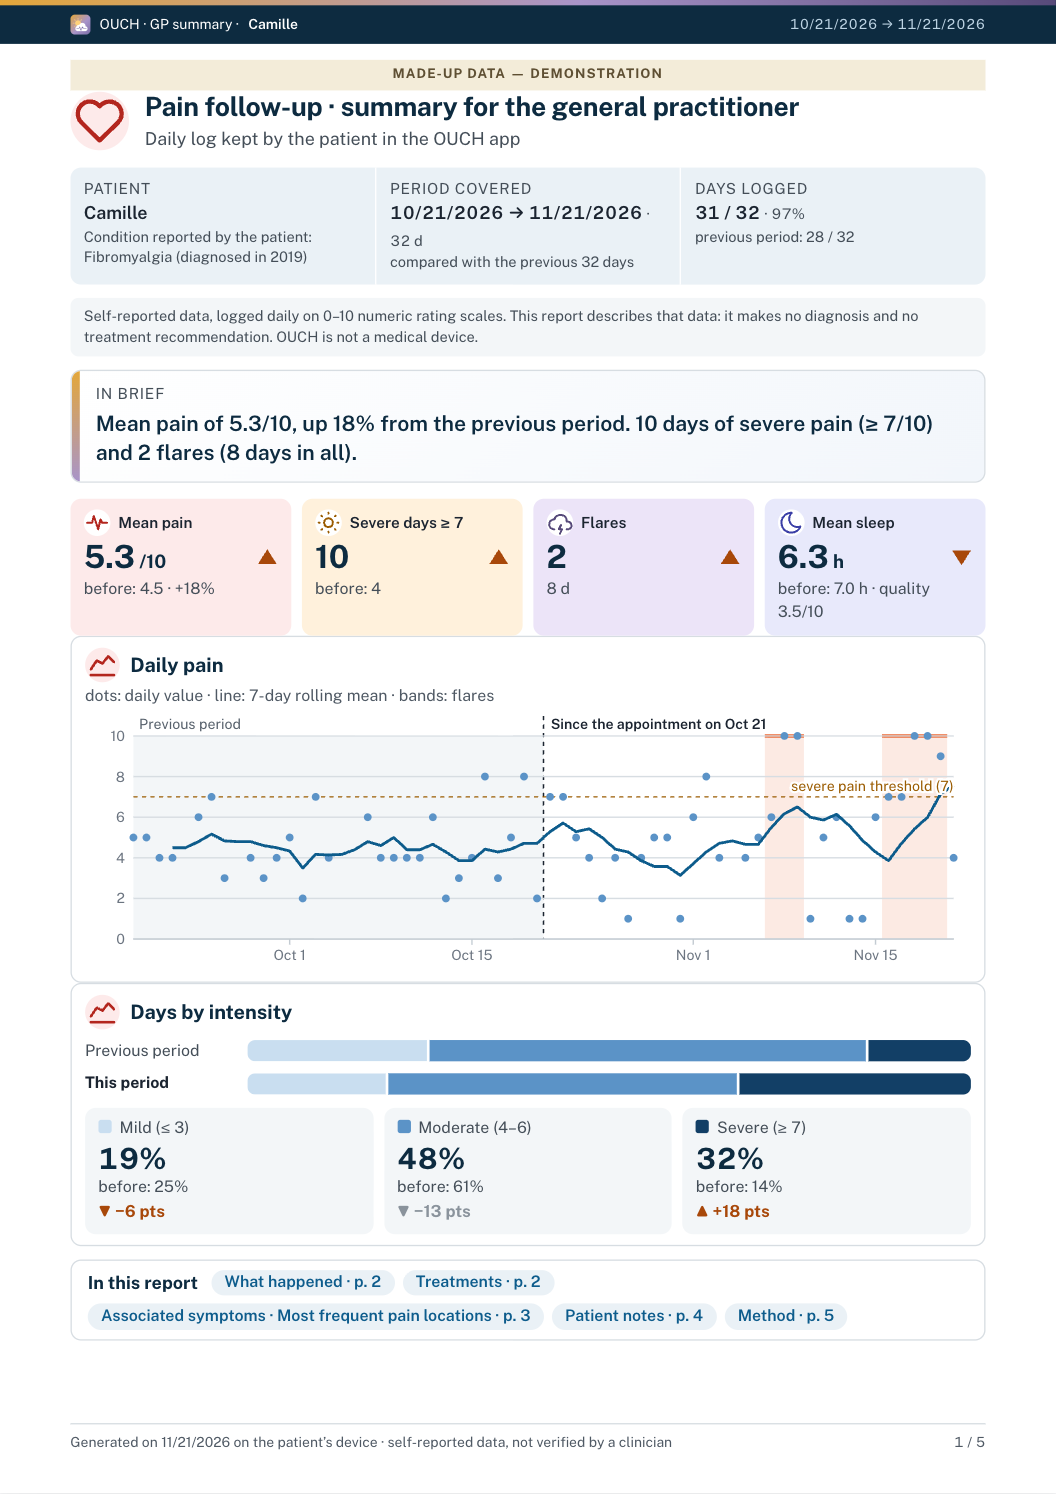 OUCH · GP summary · Camille
10/21/2026 → 11/21/2026
MADE-UP DATA — DEMONSTRATION
Pain follow-up · summary for the general practitioner
Daily log kept by the patient in the OUCH app
PATIENT
Camille
Condition reported by the patient:
Fibromyalgia (diagnosed in 2019)
PERIOD COVERED
10/21/2026 → 11/21/2026 ·
32 d
compared with the previous 32 days
DAYS LOGGED
31 / 32 · 97%
previous period: 28 / 32
Self-reported data, logged daily on 0–10 numeric rating scales. This report describes that data: it makes no diagnosis and no
treatment recommendation. OUCH is not a medical device.
IN BRIEF
Mean pain of 5.3/10, up 18% from the previous period. 10 days of severe pain (≥ 7/10)
and 2 flares (8 days in all).
Mean pain
5.3 /10
before: 4.5 · +18%
Severe days ≥ 7
10
before: 4
Flares
2
8 d
Mean sleep
6.3 h
before: 7.0 h · quality
3.5/10
Daily pain
dots: daily value · line: 7-day rolling mean · bands: flares
Previous period
Since the appointment on Oct 21
10
8
severe pain threshold (7)
6
4
2
0
Oct 1
Oct 15
Nov 1
Nov 15
Days by intensity
Previous period
This period
Mild (≤ 3)
19%
before: 25%
▼ −6 pts
Moderate (4–6)
48%
before: 61%
▼ −13 pts
Severe (≥ 7)
32%
before: 14%
▲ +18 pts
In this report
What happened · p. 2
Treatments · p. 2
Associated symptoms · Most frequent pain locations · p. 3
Patient notes · p. 4
Method · p. 5
Generated on 11/21/2026 on the patient's device · self-reported data, not verified by a clinician
1 / 5